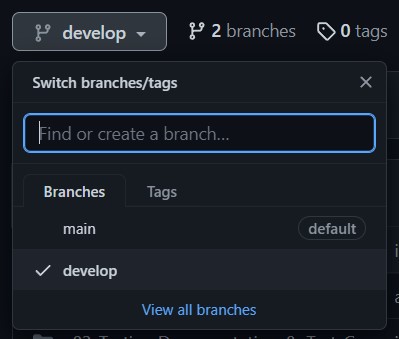 develop 2 branches 0 tags
Switch branches/tags
Find or create a branch...
Branches Tags
main default
develop
View all branches